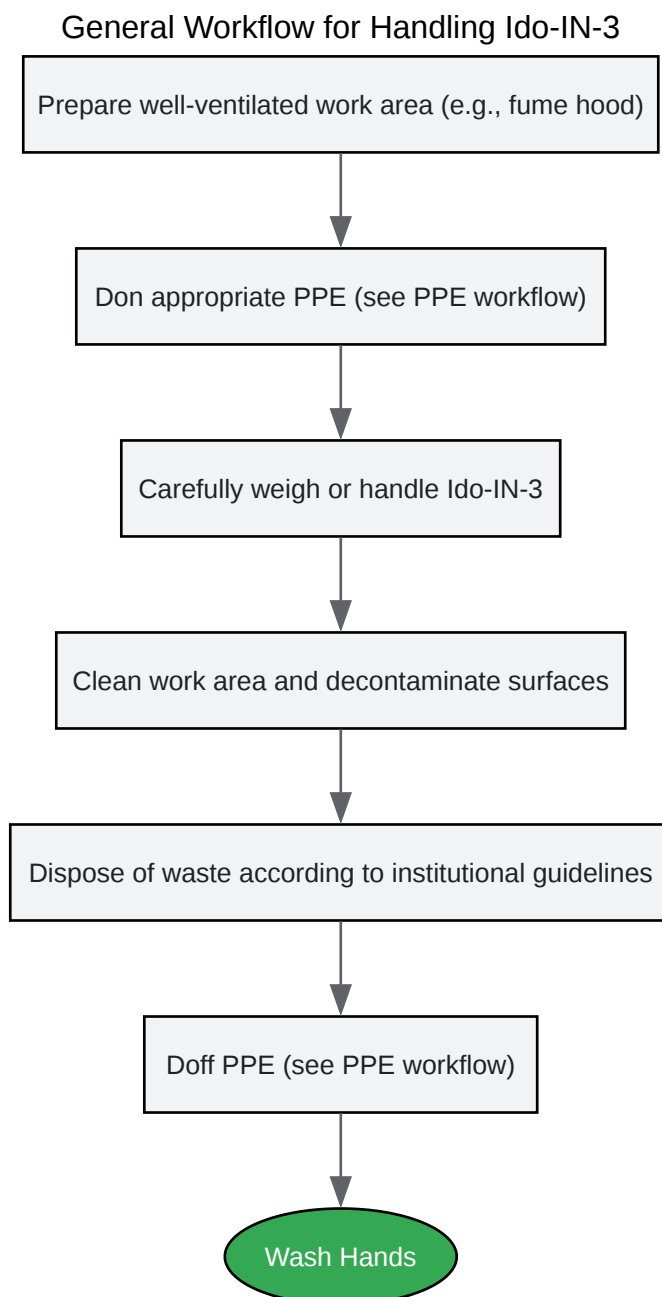 General Workflow for Handling Ido-IN-3
Prepare well-ventilated work area (e.g., fume hood)
Don appropriate PPE (see PPE workflow)
Carefully weigh or handle Ido-IN-3
Clean work area and decontaminate surfaces
Dispose of waste according to institutional guidelines
Doff PPE (see PPE workflow)
Wash Hands